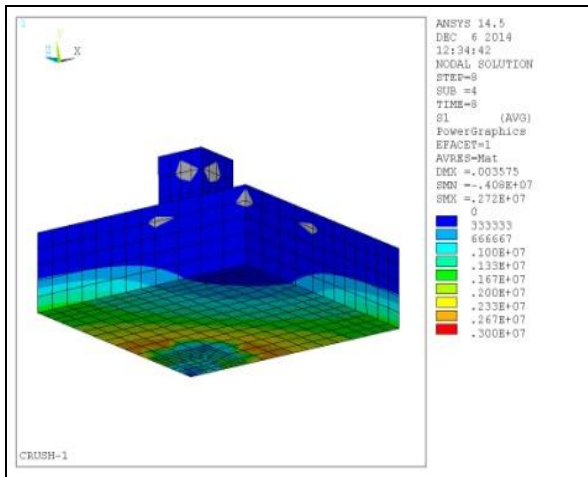 1
X
ANSYS 14.5
DEC 6 2014
12:34:42
NODAL SOLUTION
STEP=8
SUB =4
TIME=8
S1 (AVG)
PowerGraphics
EFACET=1
AVRES=Mat
DMX =.003575
SMN =-.408E+07
SMX =.272E+07
0
333333
666667
.100E+07
.133E+07
.167E+07
.200E+07
.233E+07
.267E+07
.300E+07
CRUSH-1